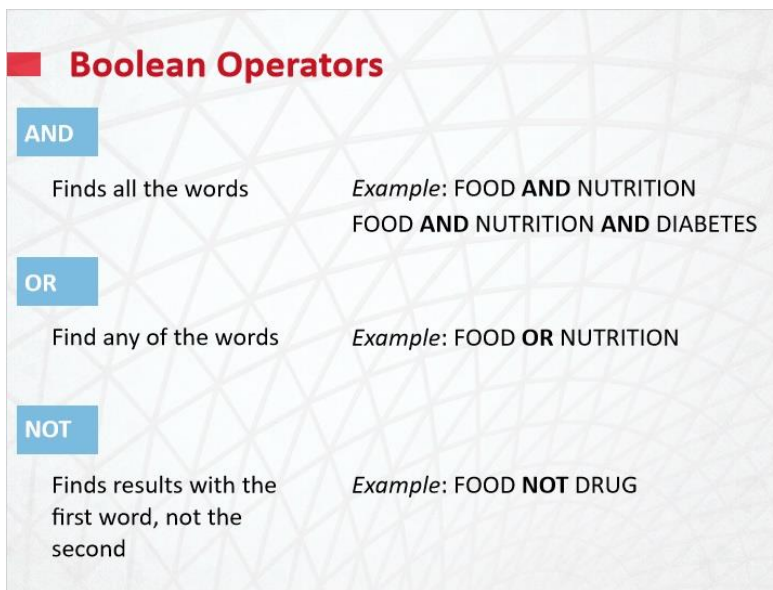 Boolean Operators
AND
Finds all the words
Example: FOOD AND NUTRITION
FOOD AND NUTRITION AND DIABETES
OR
Find any of the words
Example: FOOD OR NUTRITION
NOT
Finds results with the
first word, not the
second
Example: FOOD NOT DRUG